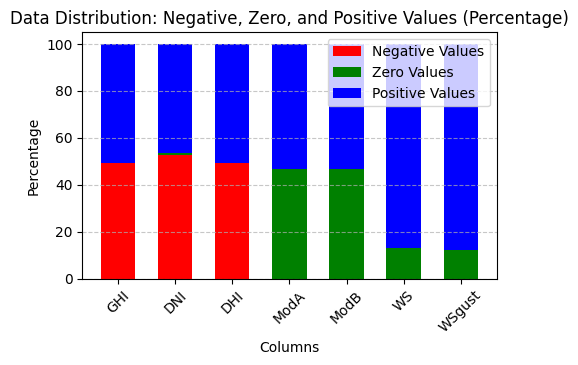 Data Distribution: Negative, Zero, and Positive Values (Percentage)
100
80
60
40
20
0
Percentage
Negative Values
Zero Values
Positive Values
GHI
DNI
DHI
ModA
ModB
WS
WSgust
Columns